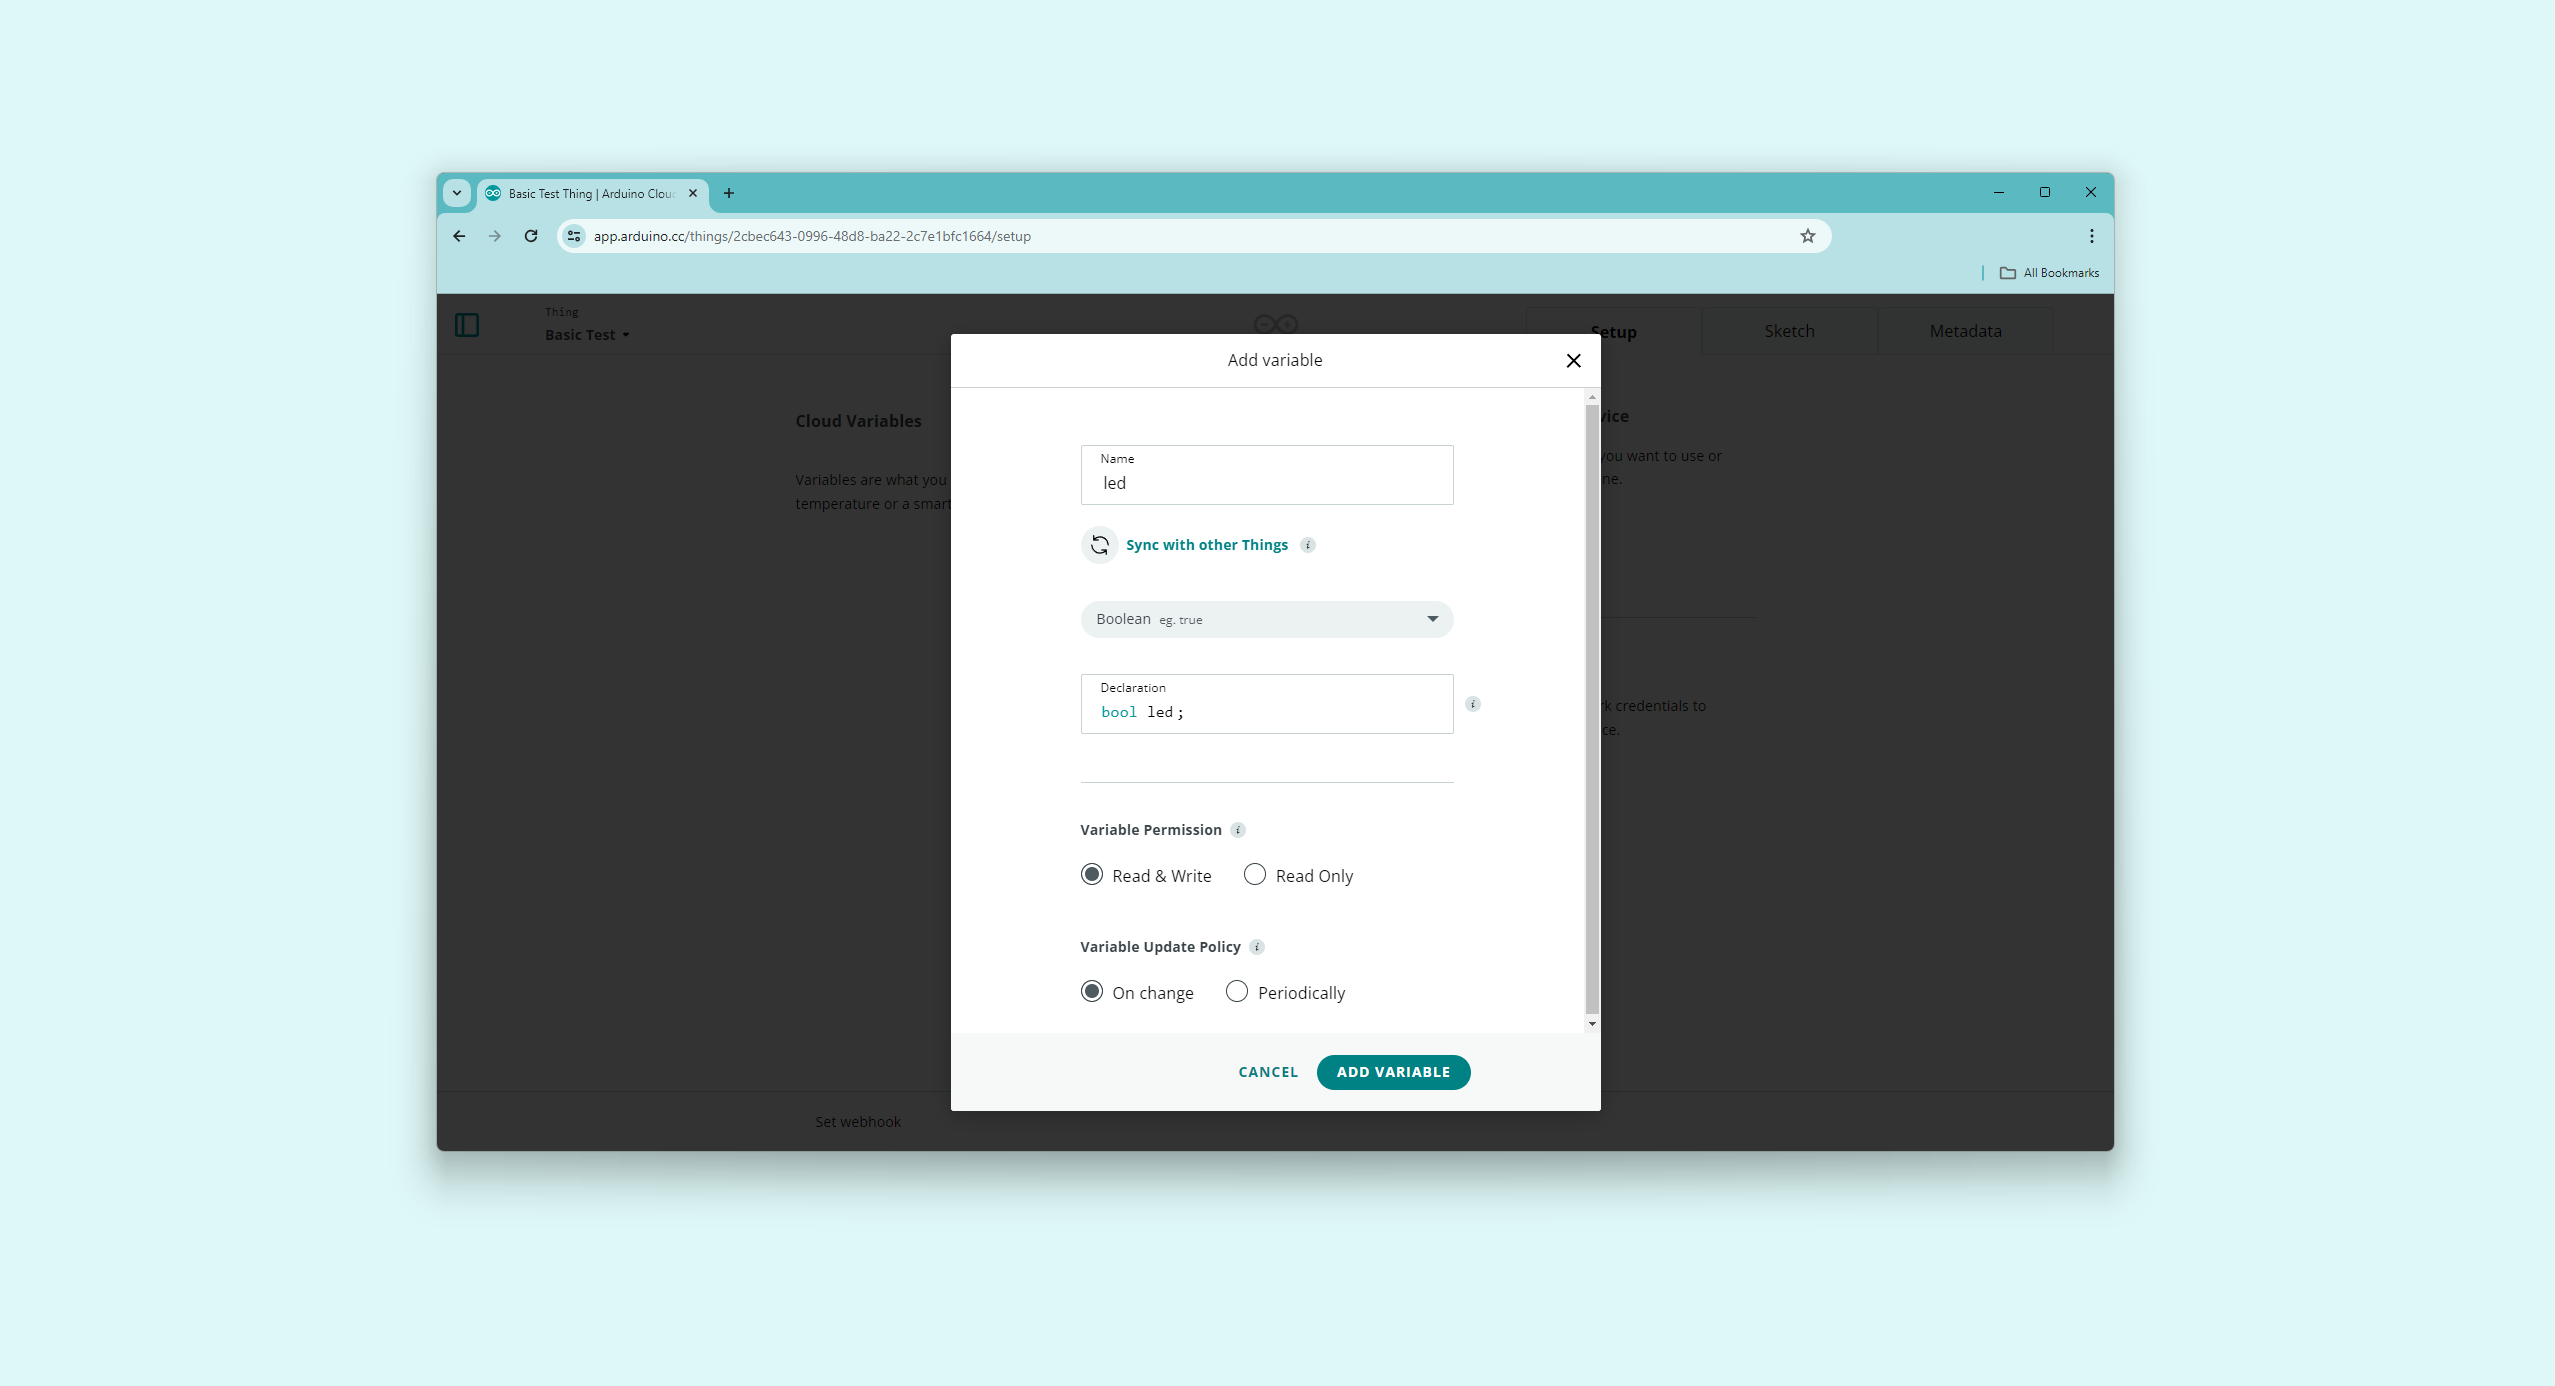 Basic Test Thing | Arduino Clou
app.arduino.cc/things/2cbec643-0996-48d8-ba22-2c7e1bfc1664/setup
All Bookmarks
Thing
Basic Test
Setup
Sketch
Metadata
Add variable
Cloud Variables
Variables are what you
temperature or a smart
vice
you want to use or
ne.
rk credentials to
ce.
Name
led
Sync with other Things
Boolean eg. true
Declaration
bool led;
Variable Permission
Read & Write
Read Only
Variable Update Policy
On change
Periodically
CANCEL
ADD VARIABLE
Set webhook